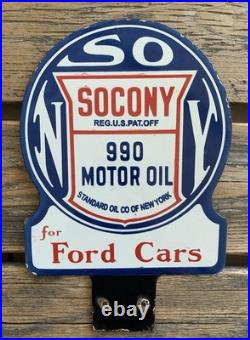 SO
N Y
SOCONY
REG.U.S.PAT.OFF
990
MOTOR OIL
STANDARD OIL CO OF NEW YORK
for
Ford Cars